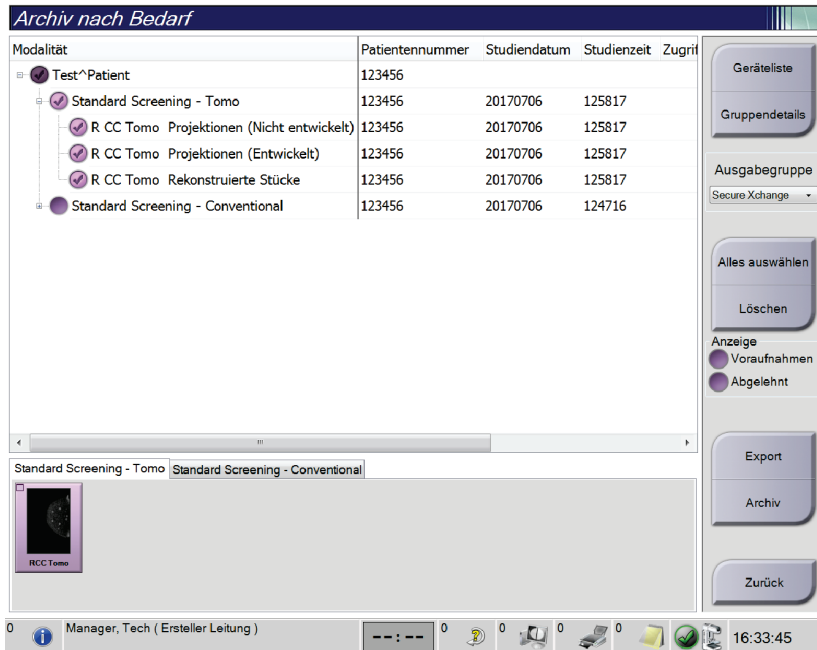 Archiv nach Bedarf
Modalität Patientennummer Studiendatum Studienzeit Zugrif
Test^Patient 123456
Standard Screening - Tomo 123456 20170706 125817
R CC Tomo Projektionen (Nicht entwickelt) 123456 20170706 125817
R CC Tomo Projektionen (Entwickelt) 123456 20170706 125817
R CC Tomo Rekonstruierte Stücke 123456 20170706 125817
Standard Screening - Conventional 123456 20170706 124716
Geräteliste
Gruppendetails
Ausgabegruppe
Secure Xchange
Alles auswählen
Löschen
Anzeige
Voraufnahmen
Abgelehnt
Export
Archiv
Zurück
Standard Screening - Tomo Standard Screening - Conventional
RCC Tomo
0 Manager, Tech ( Ersteller Leitung ) --:-- 0 0 0 0 16:33:45